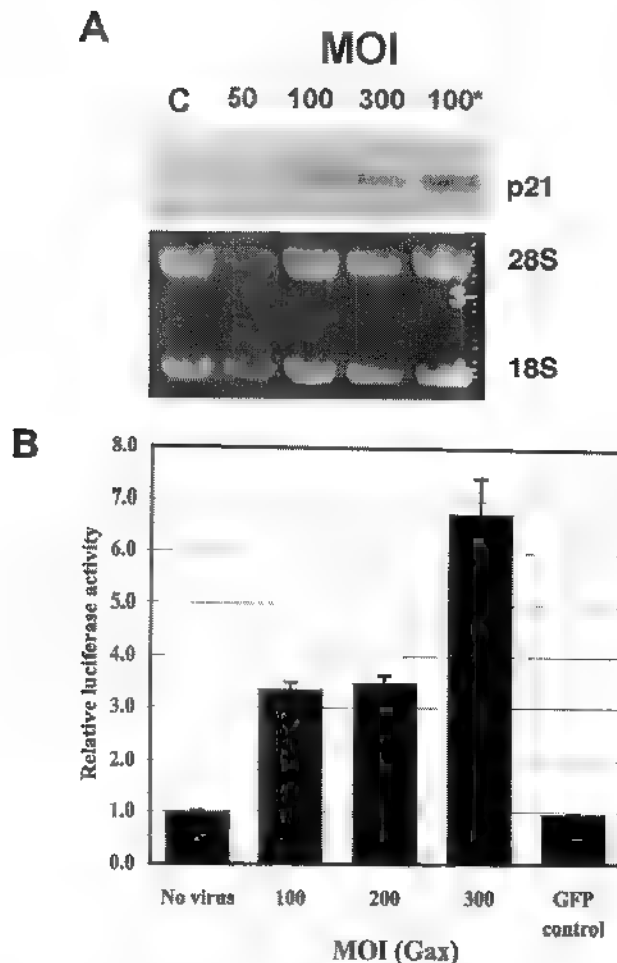 A
MOI
C 50 100 300 100*
p21
28S
18S
B
8.0
7.0
6.0
5.0
4.0
3.0
2.0
1.0
0.0
Relative luciferase activity
No virus 100 200 300 GFP control
MOI (Gax)